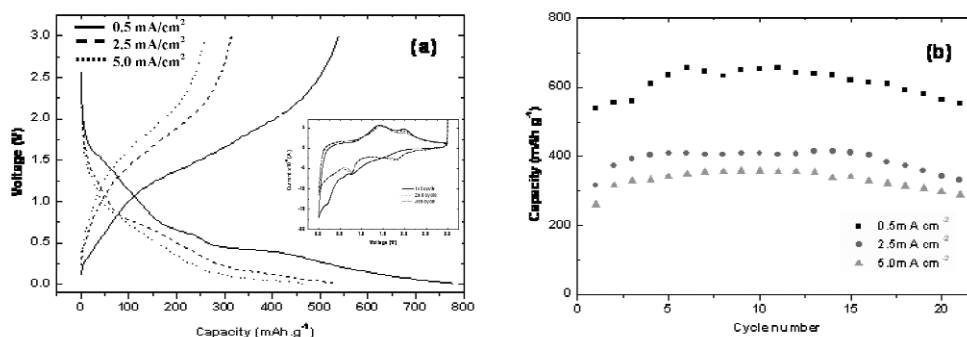 0.5 mA/cm²
2.5 mA/cm²
5.0 mA/cm²
(a)
3.0
2.5
2.0
1.5
1.0
0.5
0.0
Voltage (V)
0 100 200 300 400 500 600 700 800
Capacity (mAh.g⁻¹)
Voltage (V)
(b)
800
600
400
200
0
Capacity (mAh g⁻¹)
0.5mA cm⁻²
2.5mA cm⁻²
5.0mA cm⁻²
0 5 10 15 20
Cycle number